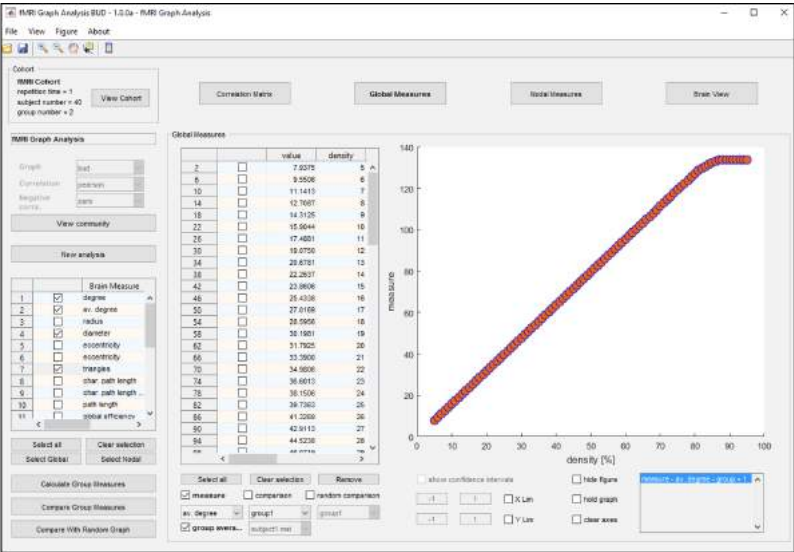 fMRI Graph Analysis BUD - 1.0.0a - fMRI Graph Analysis
File View Figure About
Cohort
fMRI Cohort
repetition time = 1
subject number = 40
group number = 2
View Cohort
Correlation Matrix
Global Measures
Nodal Measures
Brain View
fMRI Graph Analysis
Graph
Correlation
pearson
Negative corrs.
zero
View community
New analysis
Brain Measure
1 degree
2 av. degree
3 radius
4 diameter
5 eccentricity
6 eccentricity
7 triangles
8 char. path length
9 char. path length ...
10 path length
11 global efficiency
Select all
Clear selection
Select Global
Select Nodal
Calculate Group Measures
Compare Group Measures
Compare With Random Graph
Global Measures
value density
2 7.9375 5
6 9.5506 6
10 11.1413 7
14 12.7087 8
18 14.3125 9
22 15.9044 10
26 17.4881 11
30 19.0750 12
34 20.6781 13
38 22.2637 14
42 23.8606 15
46 25.4338 16
50 27.0169 17
54 28.5956 18
58 30.1981 19
62 31.7925 20
66 33.3900 21
70 34.9806 22
74 36.6013 23
78 38.1506 24
82 39.7363 25
86 41.3269 26
90 42.9113 27
94 44.5238 28
Select all
Clear selection
Remove
measure
comparison
random comparison
av. degree
group1
group1
group avera...
measure
140
120
100
80
60
40
20
0
0 10 20 30 40 50 60 70 80 90 100
density [%]
show confidence intervals
-1 1 X Lim
-1 1 Y Lim
hide figure
hold graph
clear axes
measure - av. degree - group = 1